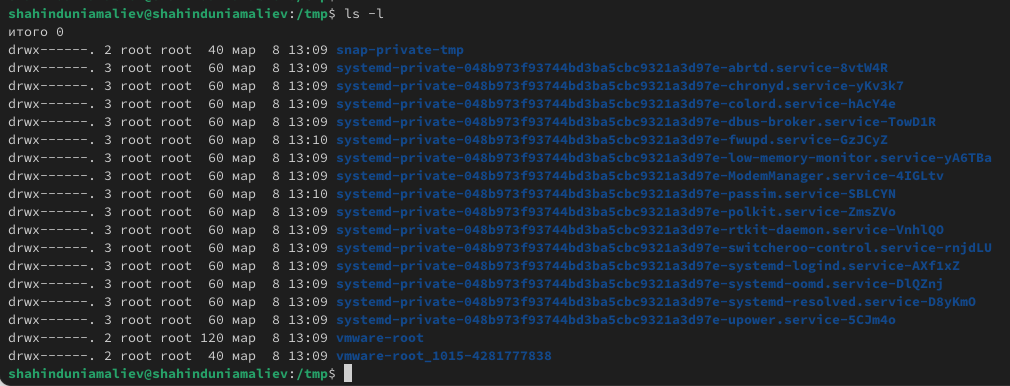 shahinduniamaliev@shahinduniamaliev:/tmp$ ls -l
итого 0
drwx------. 2 root root  40 мар  8 13:09 snap-private-tmp
drwx------. 3 root root  60 мар  8 13:09 systemd-private-048b973f93744bd3ba5cbc9321a3d97e-abrtd.service-8vtW4R
drwx------. 3 root root  60 мар  8 13:09 systemd-private-048b973f93744bd3ba5cbc9321a3d97e-chronyd.service-yKv3k7
drwx------. 3 root root  60 мар  8 13:09 systemd-private-048b973f93744bd3ba5cbc9321a3d97e-colord.service-hAcY4e
drwx------. 3 root root  60 мар  8 13:09 systemd-private-048b973f93744bd3ba5cbc9321a3d97e-dbus-broker.service-TowD1R
drwx------. 3 root root  60 мар  8 13:10 systemd-private-048b973f93744bd3ba5cbc9321a3d97e-fwupd.service-GzJCyZ
drwx------. 3 root root  60 мар  8 13:09 systemd-private-048b973f93744bd3ba5cbc9321a3d97e-low-memory-monitor.service-yA6TBa
drwx------. 3 root root  60 мар  8 13:09 systemd-private-048b973f93744bd3ba5cbc9321a3d97e-ModemManager.service-4IGLtv
drwx------. 3 root root  60 мар  8 13:10 systemd-private-048b973f93744bd3ba5cbc9321a3d97e-passim.service-SBLCYN
drwx------. 3 root root  60 мар  8 13:09 systemd-private-048b973f93744bd3ba5cbc9321a3d97e-polkit.service-ZmsZVo
drwx------. 3 root root  60 мар  8 13:09 systemd-private-048b973f93744bd3ba5cbc9321a3d97e-rtkit-daemon.service-VnhlQO
drwx------. 3 root root  60 мар  8 13:09 systemd-private-048b973f93744bd3ba5cbc9321a3d97e-switcheroo-control.service-rnjdLU
drwx------. 3 root root  60 мар  8 13:09 systemd-private-048b973f93744bd3ba5cbc9321a3d97e-systemd-logind.service-AXf1xZ
drwx------. 3 root root  60 мар  8 13:09 systemd-private-048b973f93744bd3ba5cbc9321a3d97e-systemd-oomd.service-DlQZnj
drwx------. 3 root root  60 мар  8 13:09 systemd-private-048b973f93744bd3ba5cbc9321a3d97e-systemd-resolved.service-D8yKmO
drwx------. 3 root root  60 мар  8 13:09 systemd-private-048b973f93744bd3ba5cbc9321a3d97e-upower.service-5CJm4o
drwx------. 2 root root 120 мар  8 13:09 vmware-root
drwx------. 2 root root  40 мар  8 13:09 vmware-root_1015-4281777838
shahinduniamaliev@shahinduniamaliev:/tmp$